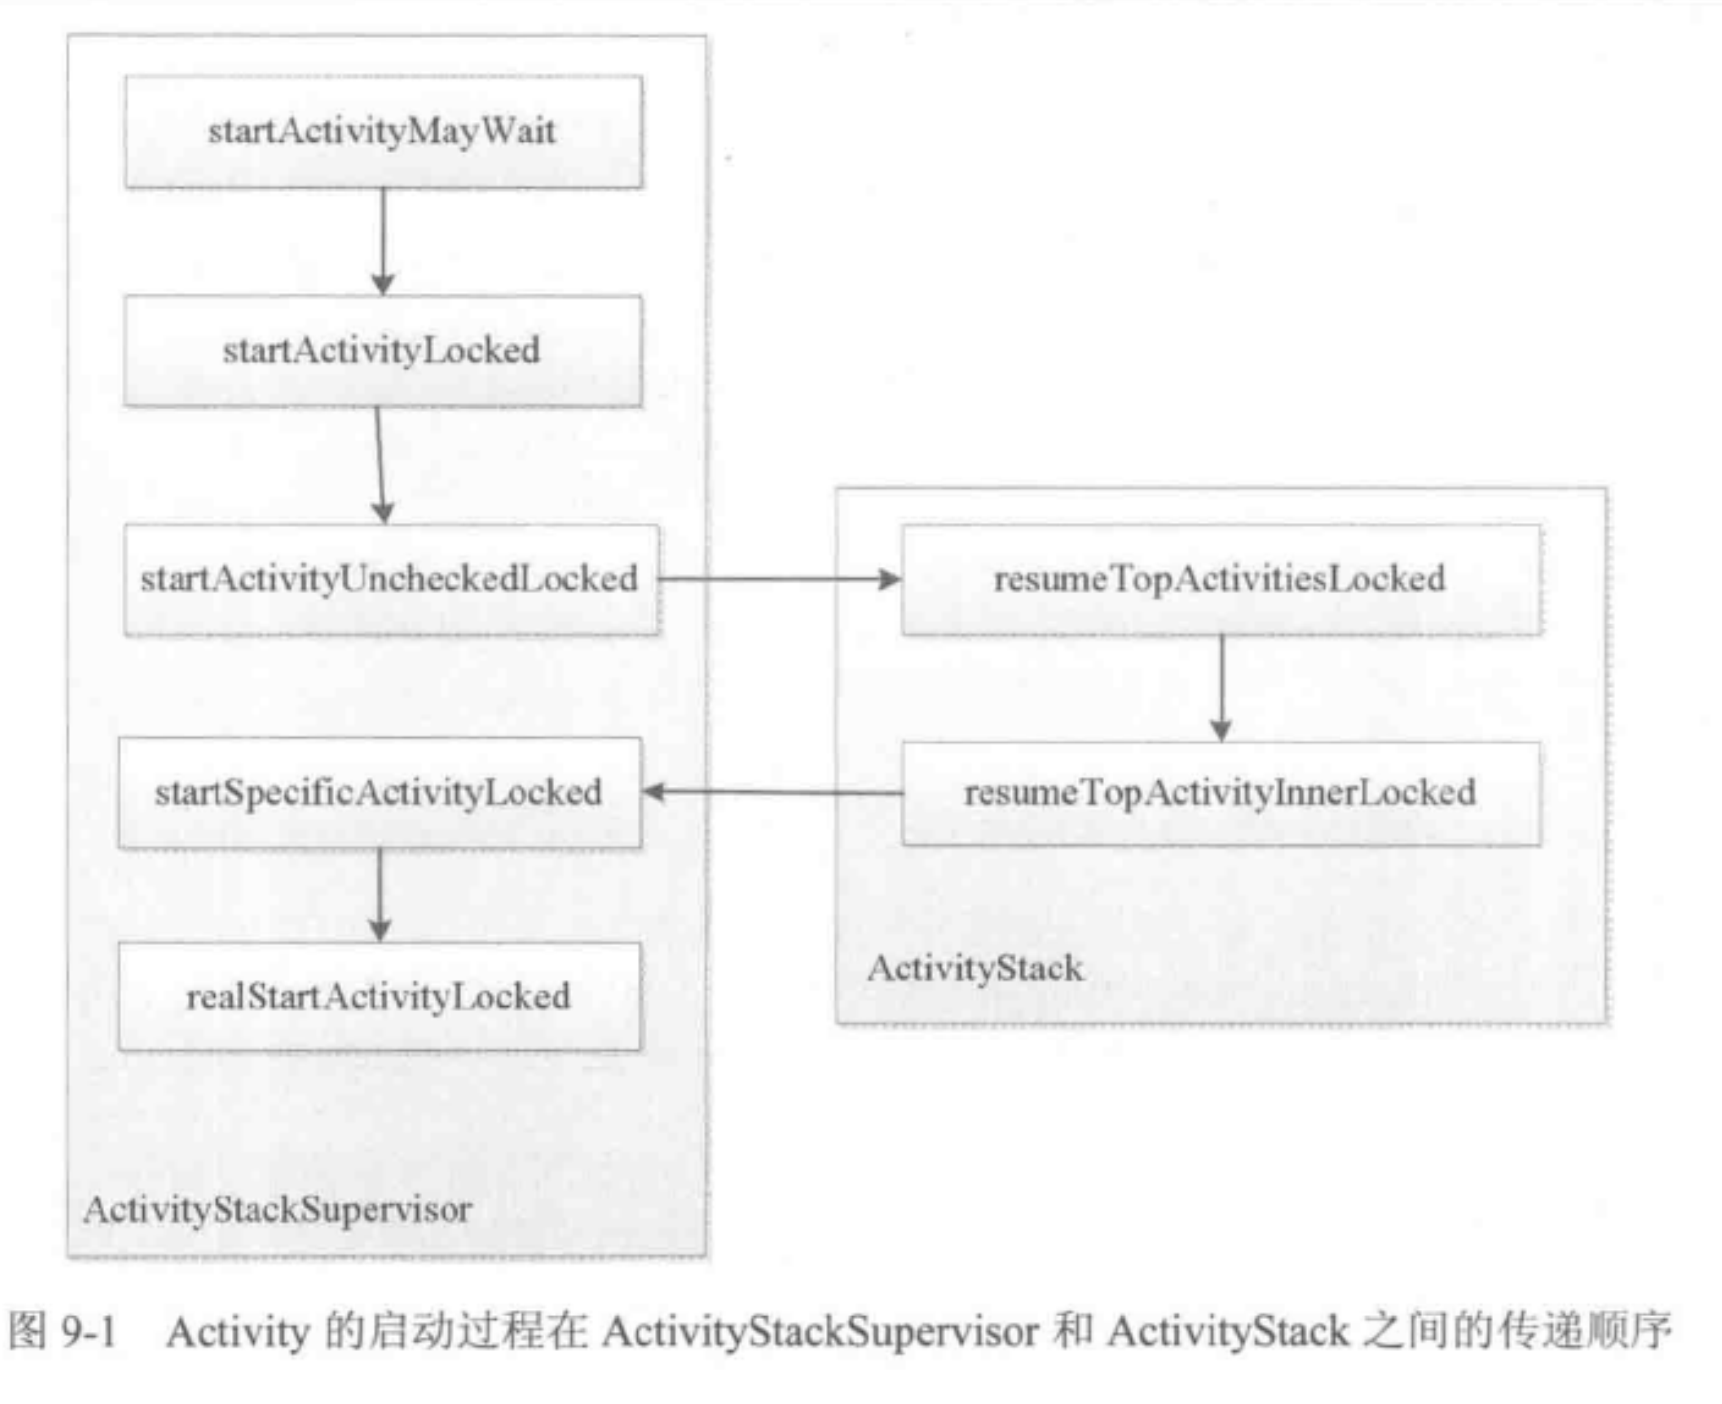 startActivityMayWait
startActivityLocked
startActivityUncheckedLocked
resumeTopActivitiesLocked
startSpecificActivityLocked
resumeTopActivityInnerLocked
realStartActivityLocked
ActivityStack
ActivityStackSupervisor
图 9-1 Activity 的启动过程在 ActivityStackSupervisor 和 ActivityStack 之间的传递顺序